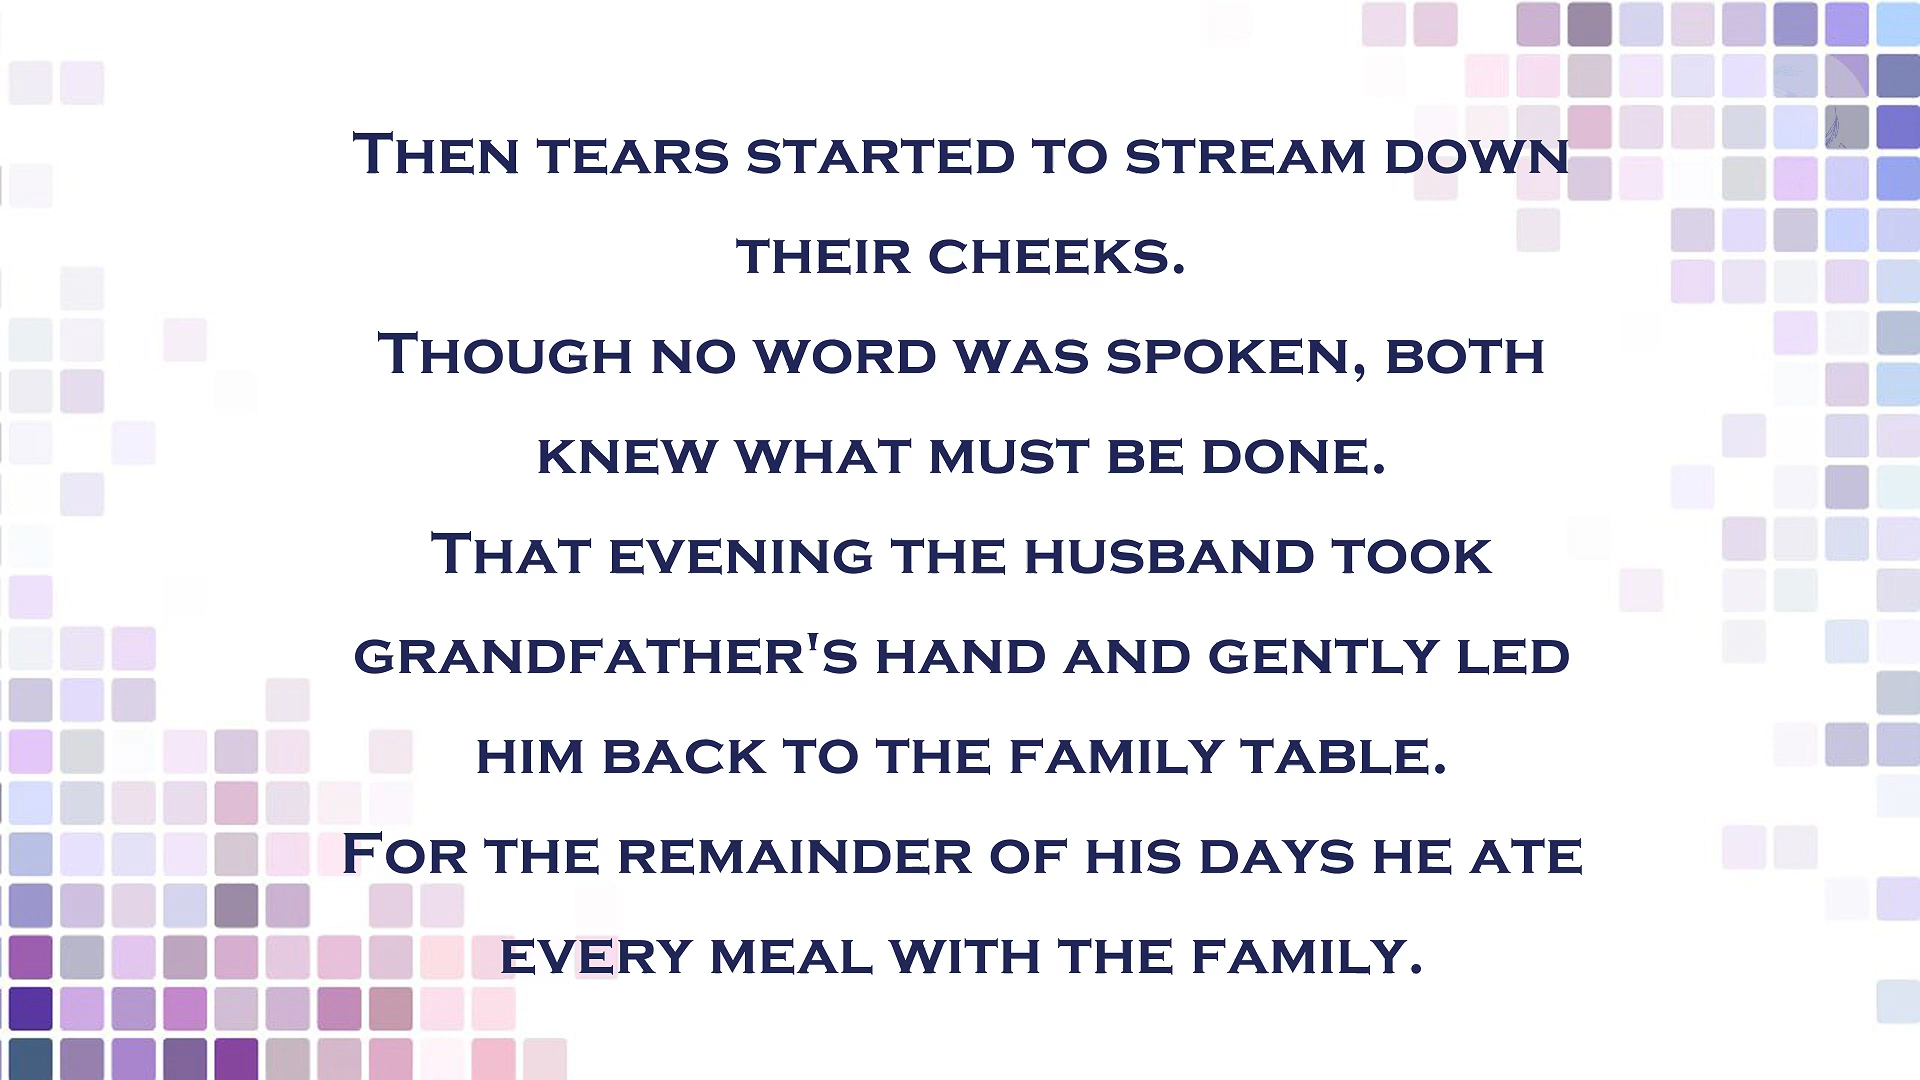 Then tears started to stream down
their cheeks.
Though no word was spoken, both
knew what must be done.
That evening the husband took
grandfather's hand and gently led
him back to the family table.
For the remainder of his days he ate
every meal with the family.